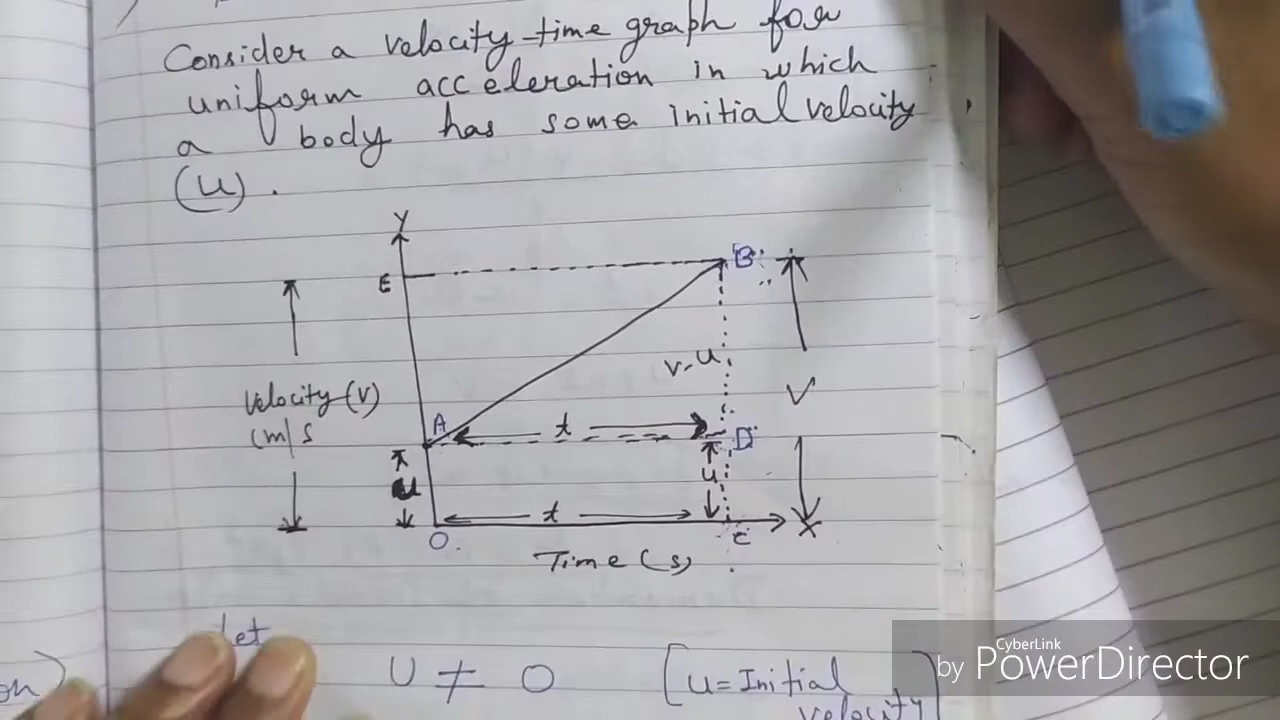 Consider a velocity-time graph for
uniform acceleration in which
a body has some initial velocity
(u).
Y
E
B
v-u
Velocity (v)
(m/s
V
A
t
D
u
u
t
O
C
X
Time (s)
Let
on)
U ≠ 0 [u = Initial
velocity]
CyberLink
by PowerDirector